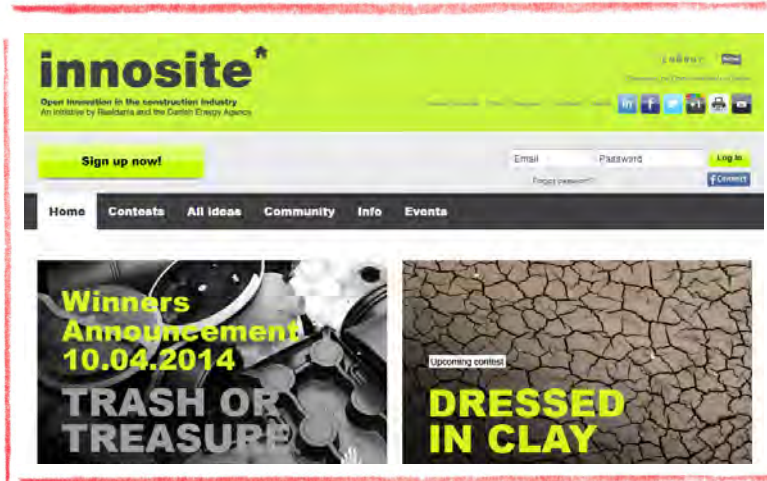 innosite
Open innovation in the construction industry
An initiative by Realdania and the Danish Energy Agency
Sign up now!
Email Password Log in
Forgot password?
Connect
Home Contests All ideas Community Info Events
Winners
Announcement
10.04.2014
TRASH OR
TREASURE
Upcoming contest
DRESSED
IN CLAY